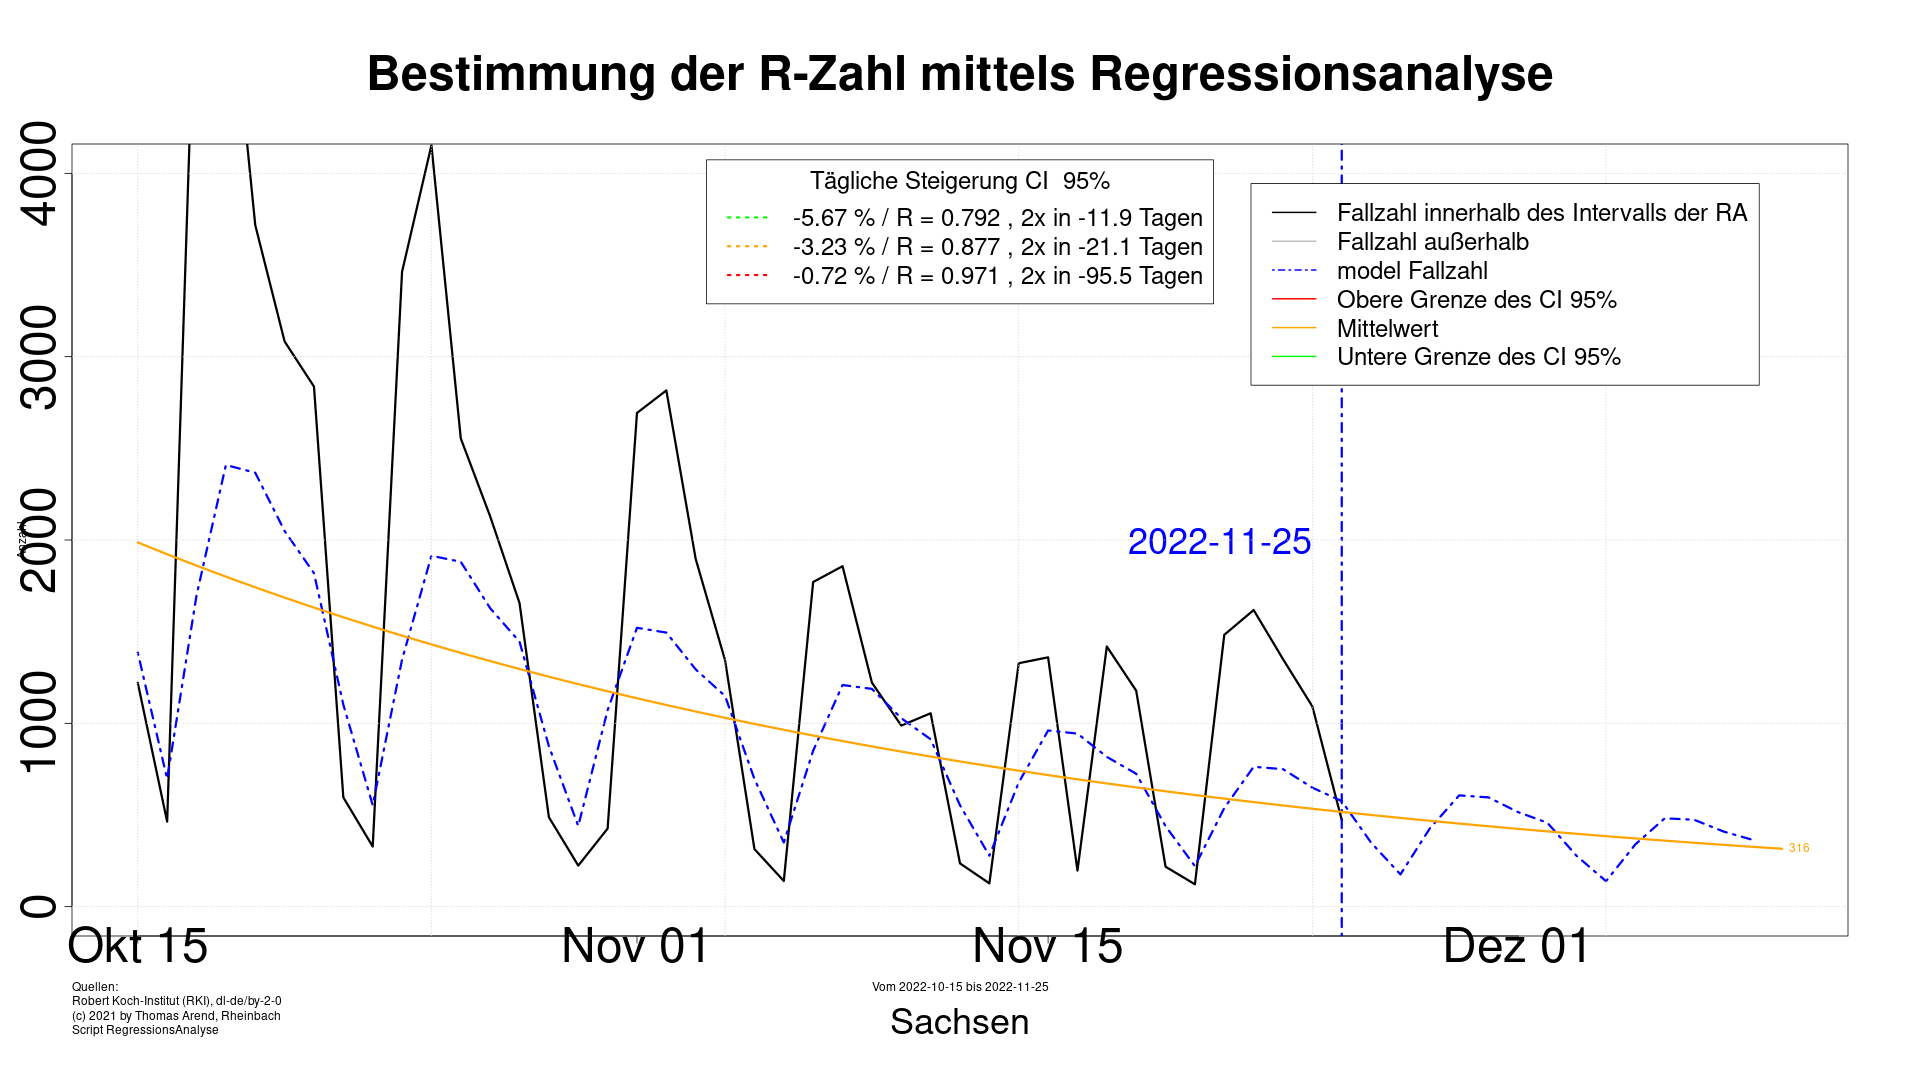 Bestimmung der R-Zahl mittels Regressionsanalyse
4000
3000
2000
1000
0
Anzahl
Tägliche Steigerung CI 95%
-5.67 % / R = 0.792 , 2x in -11.9 Tagen
-3.23 % / R = 0.877 , 2x in -21.1 Tagen
-0.72 % / R = 0.971 , 2x in -95.5 Tagen
Fallzahl innerhalb des Intervalls der RA
Fallzahl außerhalb
model Fallzahl
Obere Grenze des CI 95%
Mittelwert
Untere Grenze des CI 95%
2022-11-25
316
Okt 15
Nov 01
Nov 15
Dez 01
Quellen:
Robert Koch-Institut (RKI), dl-de/by-2-0
(c) 2021 by Thomas Arend, Rheinbach
Script RegressionsAnalyse
Vom 2022-10-15 bis 2022-11-25
Sachsen